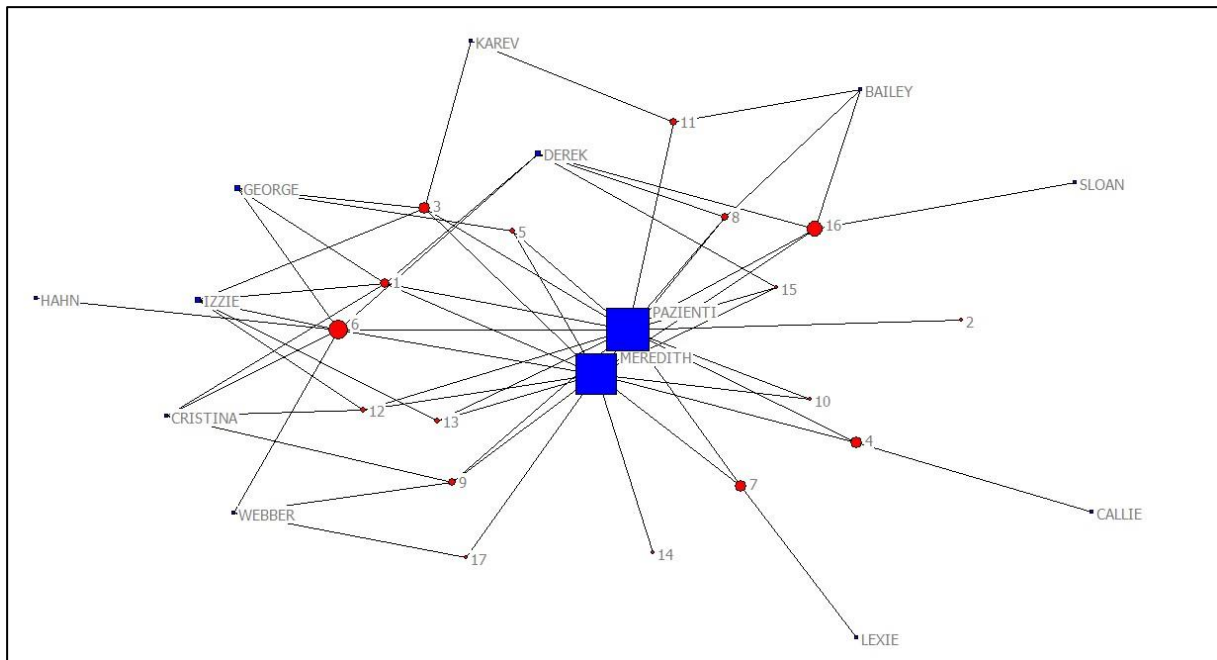 KAREV
BAILEY
11
DEREK
SLOAN
GEORGE
3
8
16
5
1
15
HAHN
IZZIE
PAZIENTI
6
2
MEREDITH
10
12
CRISTINA
13
4
9
7
WEBBER
CALLIE
14
17
LEXIE